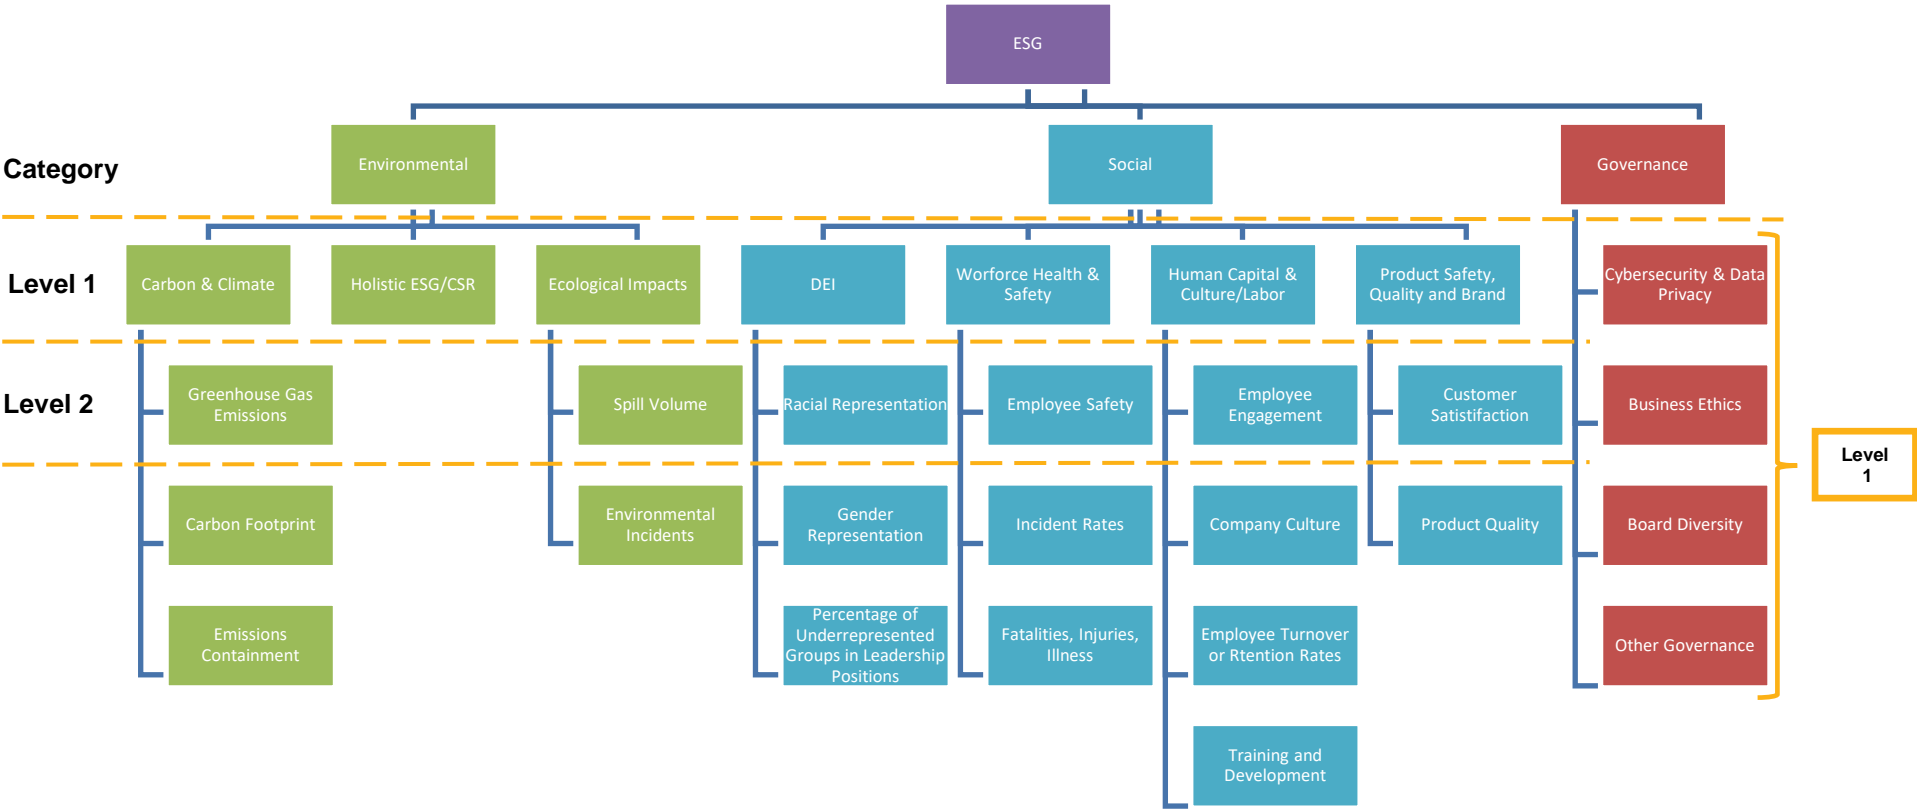 ESG
Category
Environmental
Social
Governance
Level 1
Carbon & Climate
Holistic ESG/CSR
Ecological Impacts
DEI
Worforce Health &
Safety
Human Capital &
Culture/Labor
Product Safety,
Quality and Brand
Cybersecurity & Data
Privacy
Level 2
Greenhouse Gas
Emissions
Spill Volume
Racial Representation
Employee Safety
Employee
Engagement
Customer
Satistifaction
Business Ethics
Level
1
Carbon Footprint
Environmental
Incidents
Gender
Representation
Incident Rates
Company Culture
Product Quality
Board Diversity
Emissions
Containment
Percentage of
Underrepresented
Groups in Leadership
Positions
Fatalities, Injuries,
Illness
Employee Turnover
or Rtention Rates
Other Governance
Training and
Development